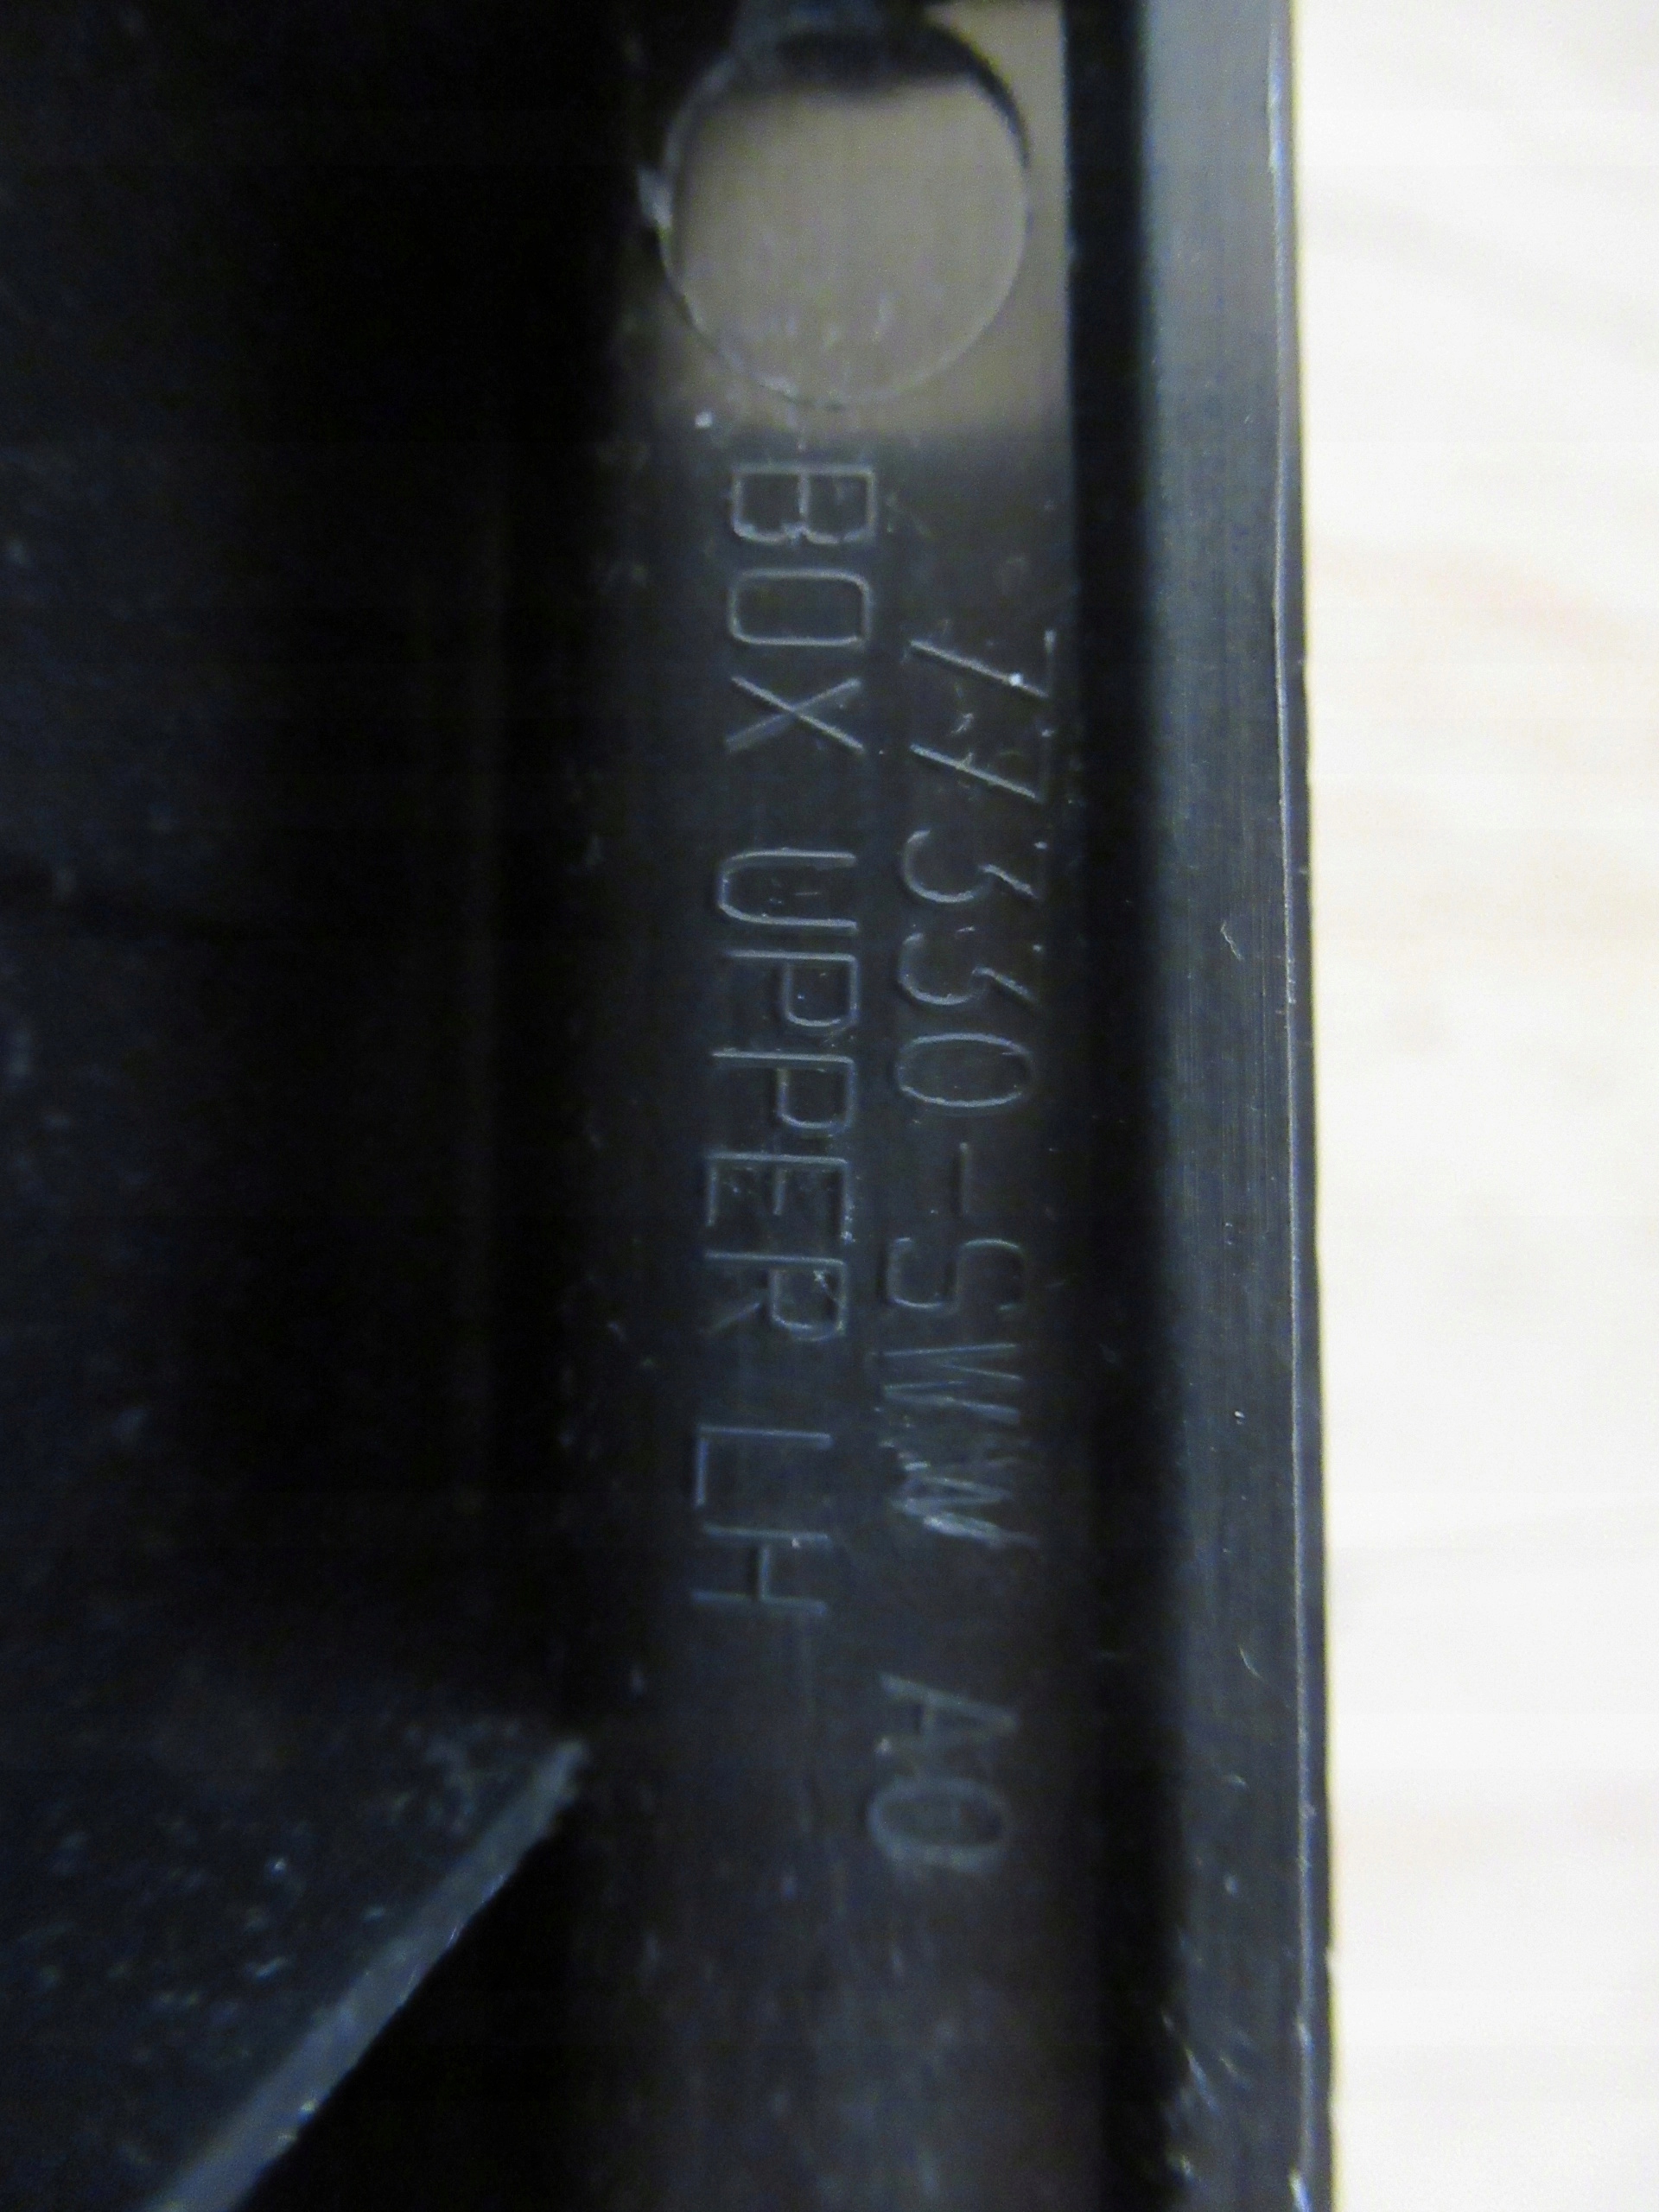 77330-SWW A0
BOX UPPER LH